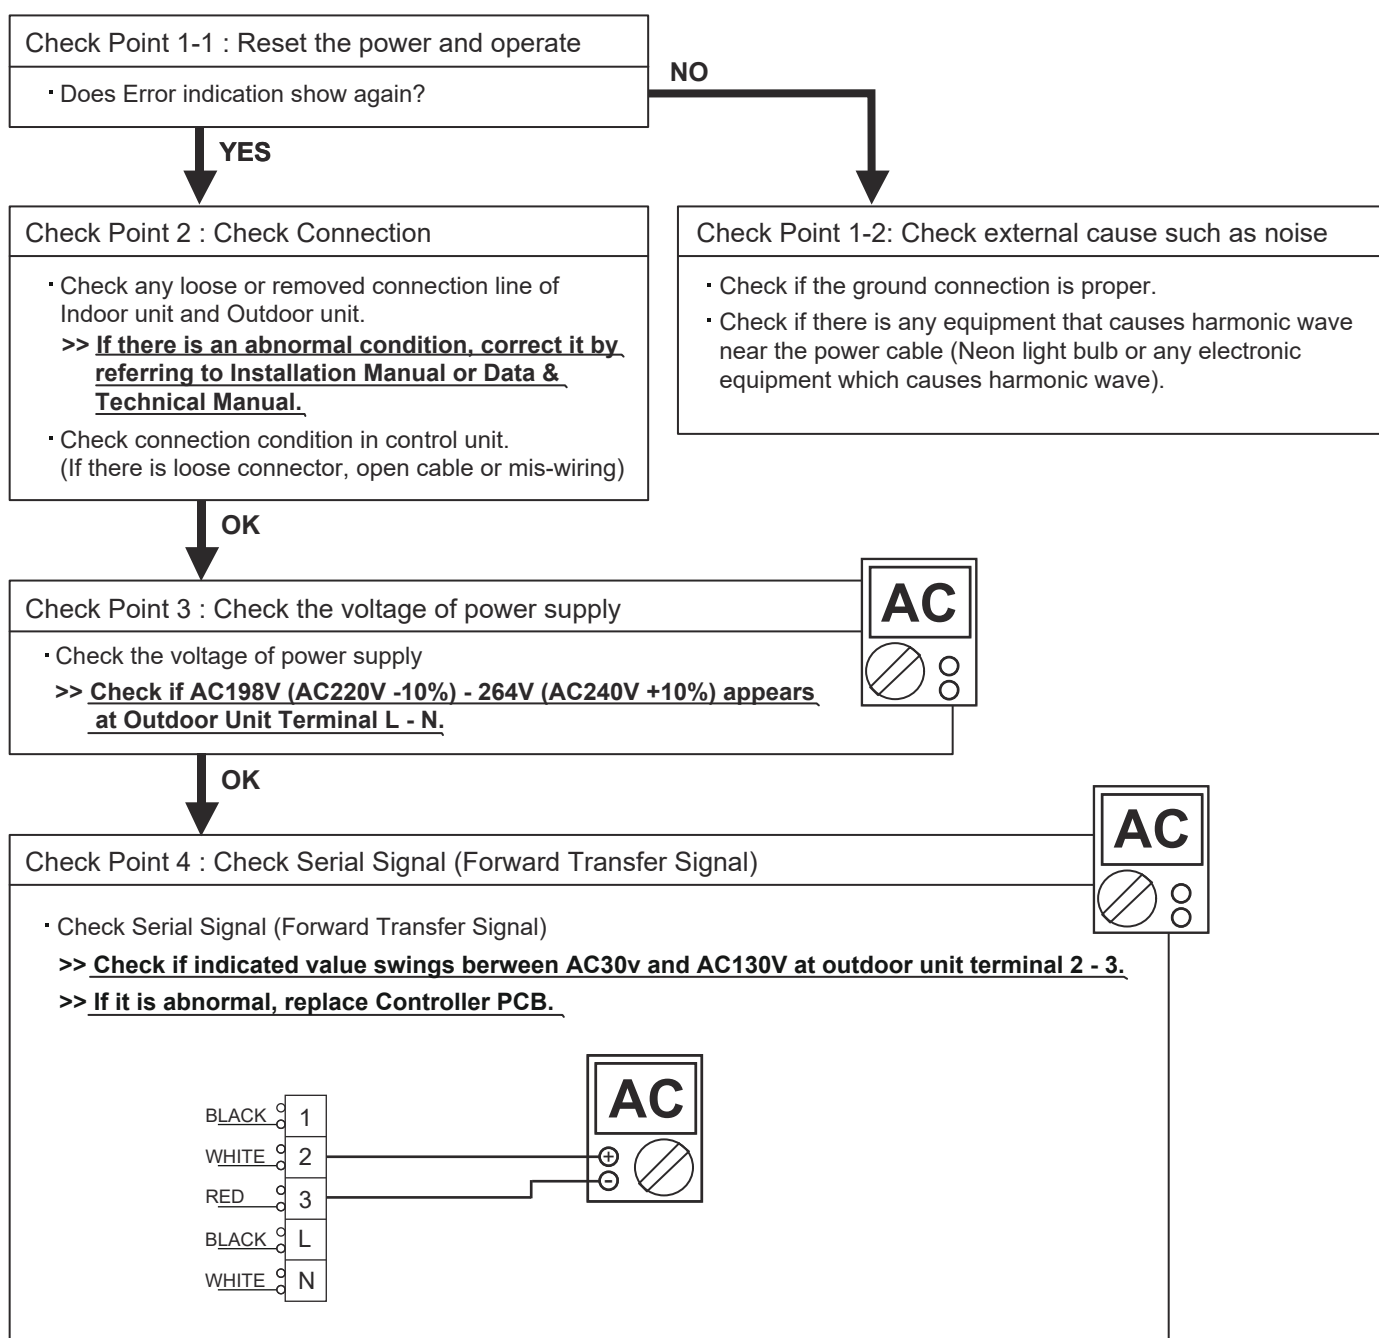 Check Point 1-1 : Reset the power and operate
· Does Error indication show again?
NO
YES
Check Point 2 : Check Connection
· Check any loose or removed connection line of
Indoor unit and Outdoor unit.
>> If there is an abnormal condition, correct it by
referring to Installation Manual or Data &
Technical Manual.
· Check connection condition in control unit.
(If there is loose connector, open cable or mis-wiring)
Check Point 1-2: Check external cause such as noise
· Check if the ground connection is proper.
· Check if there is any equipment that causes harmonic wave
near the power cable (Neon light bulb or any electronic
equipment which causes harmonic wave).
OK
Check Point 3 : Check the voltage of power supply
AC
· Check the voltage of power supply
>> Check if AC198V (AC220V -10%) - 264V (AC240V +10%) appears
at Outdoor Unit Terminal L - N.
OK
Check Point 4 : Check Serial Signal (Forward Transfer Signal)
AC
· Check Serial Signal (Forward Transfer Signal)
>> Check if indicated value swings berween AC30v and AC130V at outdoor unit terminal 2 - 3.
>> If it is abnormal, replace Controller PCB.
AC
BLACK 1
WHITE 2 +
RED 3 -
BLACK L
WHITE N